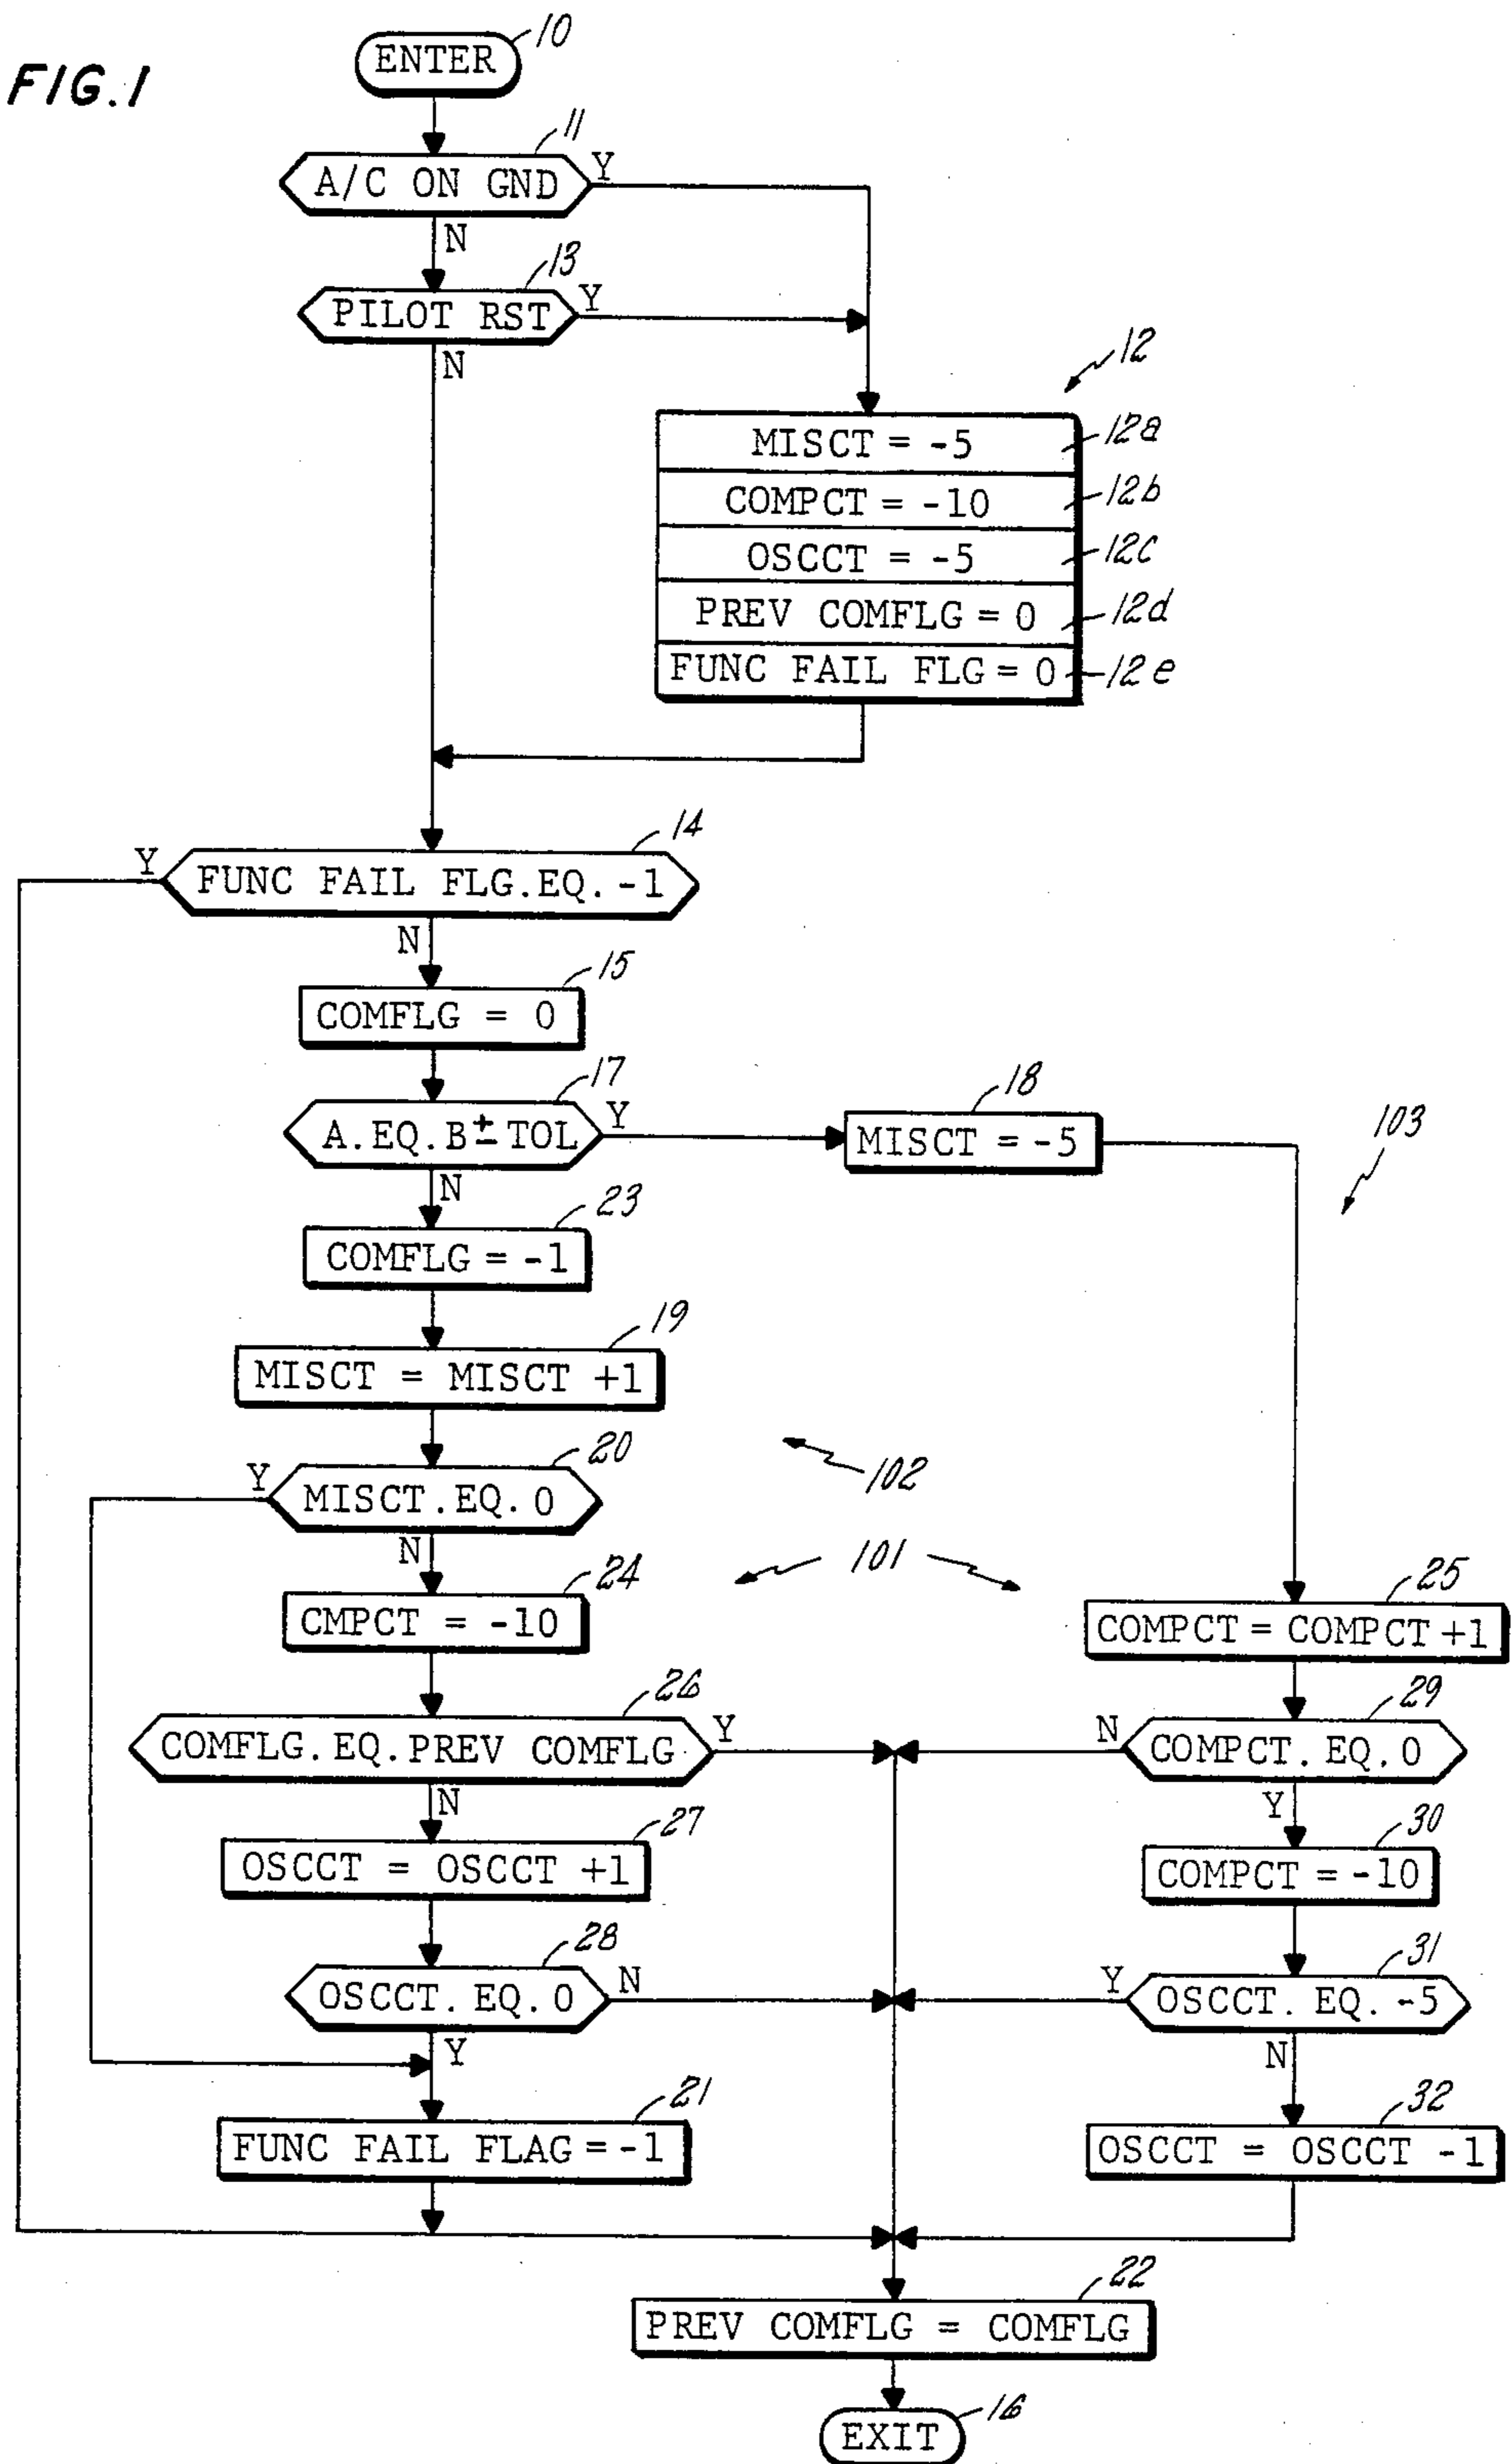 FIG. 1
10
ENTER
11
A/C ON GND
Y
N
13
PILOT RST
Y
N
12
MISCT = -5
12a
COMPCT = -10
12b
OSCCT = -5
12c
PREV COMFLG = 0
12d
FUNC FAIL FLG = 0
12e
14
Y
FUNC FAIL FLG.EQ.-1
N
15
COMFLG = 0
17
A.EQ.B ± TOL
Y
N
18
MISCT = -5
103
23
COMFLG = -1
19
MISCT = MISCT +1
102
20
Y
MISCT.EQ.0
N
101
24
CMPCT = -10
25
COMPCT = COMPCT +1
26
COMFLG.EQ.PREV COMFLG
Y
N
29
N
COMPCT.EQ.0
Y
27
OSCCT = OSCCT +1
30
COMPCT = -10
28
OSCCT.EQ.0
N
Y
31
Y
OSCCT.EQ.-5
N
21
FUNC FAIL FLAG = -1
32
OSCCT = OSCCT -1
22
PREV COMFLG = COMFLG
16
EXIT